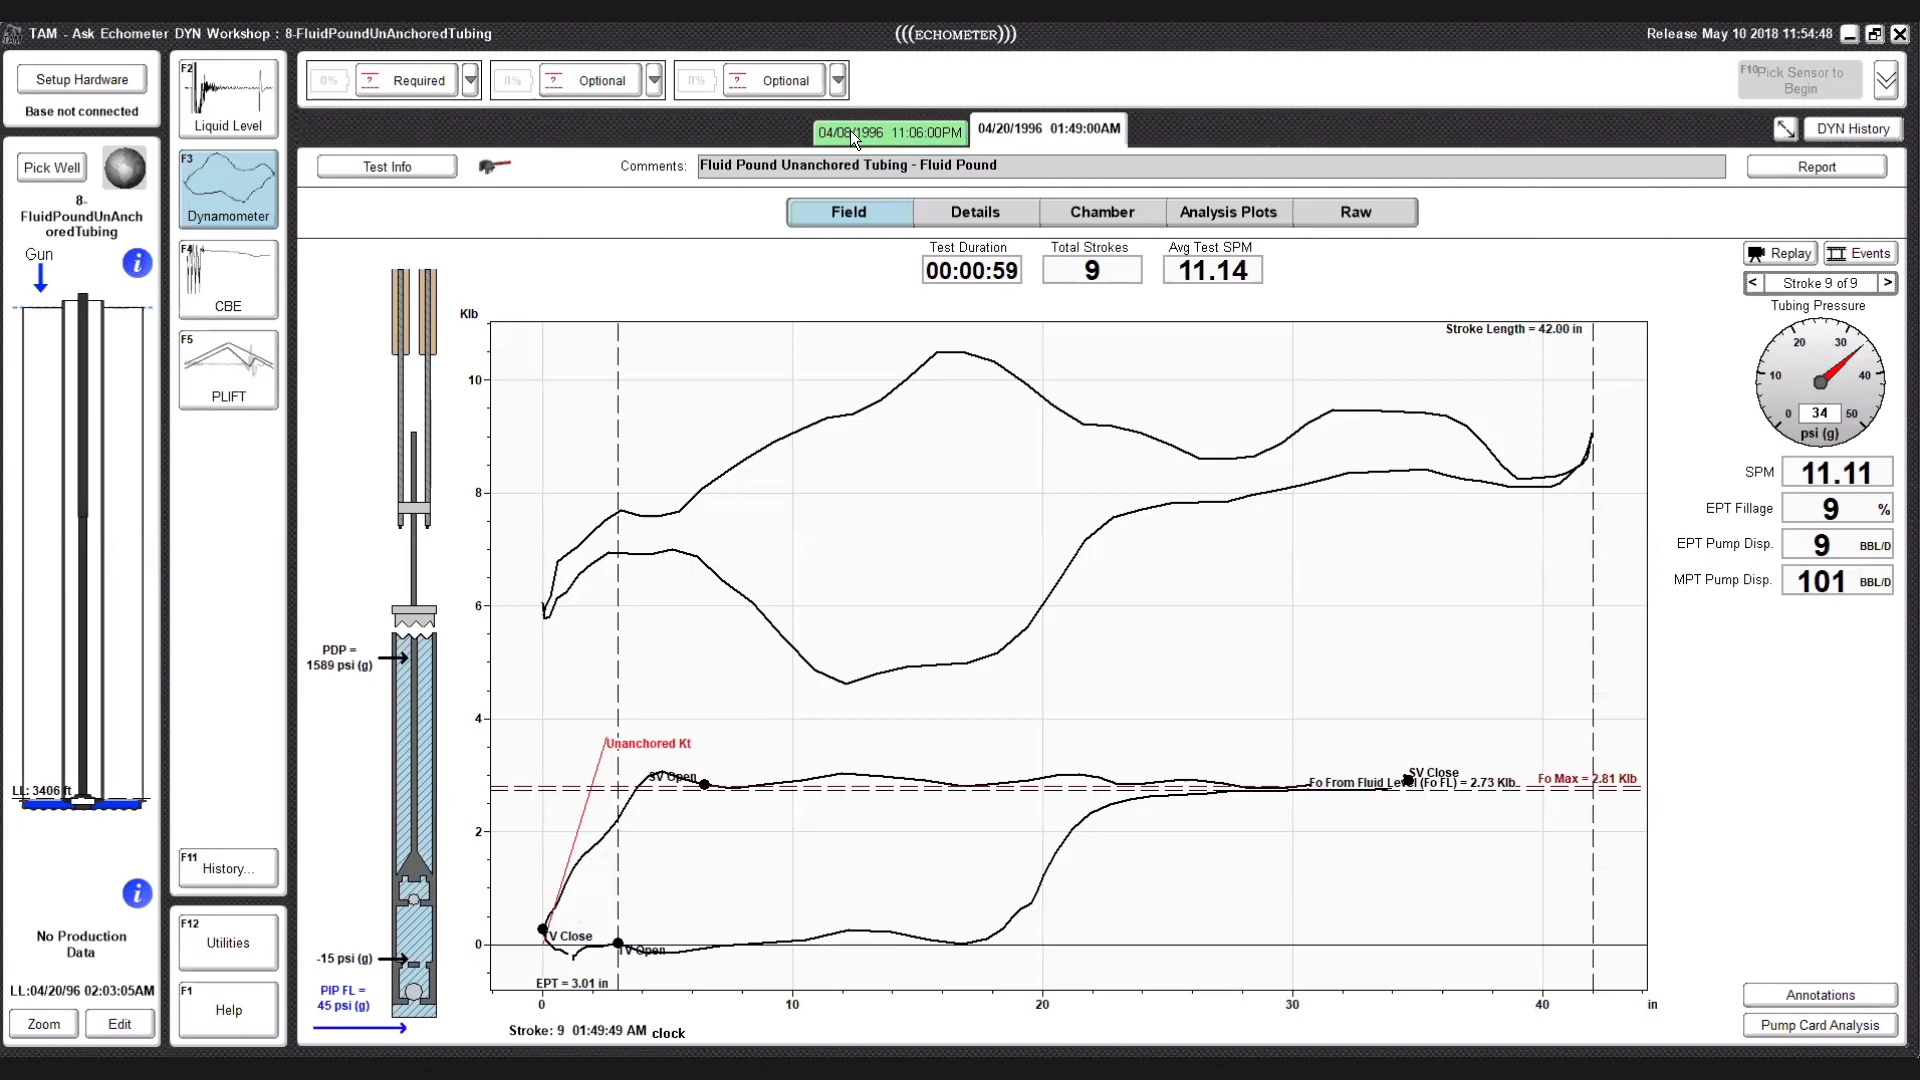 TAM - Ask Echometer DYN Workshop : 8-FluidPoundUnAnchoredTubing
(((ECHOMETER)))
Release May 10 2018 11:54:48
Setup Hardware
Base not connected
F2
Liquid Level
0%
?
Required
0%
?
Optional
0%
?
Optional
F10 Pick Sensor to
Begin
04/08/1996 11:06:00PM
04/20/1996 01:49:00AM
DYN History
Pick Well
8-
FluidPoundUnAnch
oredTubing
Gun
F3
Dynamometer
F4
CBE
F5
PLIFT
Test Info
Comments:
Fluid Pound Unanchored Tubing - Fluid Pound
Report
Field
Details
Chamber
Analysis Plots
Raw
Test Duration
00:00:59
Total Strokes
9
Avg Test SPM
11.14
Replay
Events
<
Stroke 9 of 9
>
Tubing Pressure
0
10
20
30
40
50
34
psi (g)
SPM
11.11
EPT Fillage
9
%
EPT Pump Disp.
9
BBL/D
MPT Pump Disp.
101
BBL/D
Klb
Stroke Length = 42.00 in
10
8
6
4
2
0
PDP =
1589 psi (g)
-15 psi (g)
PIP FL =
45 psi (g)
Unanchored Kt
SV Open
SV Close
Fo From Fluid Level (Fo FL) = 2.73 Klb
Fo Max = 2.81 Klb
TV Close
TV Open
EPT = 3.01 in
0
10
20
30
40
in
Stroke: 9 01:49:49 AM
clock
LL: 3406 ft
No Production
Data
LL:04/20/96 02:03:05AM
Zoom
Edit
F11
History...
F12
Utilities
F1
Help
Annotations
Pump Card Analysis